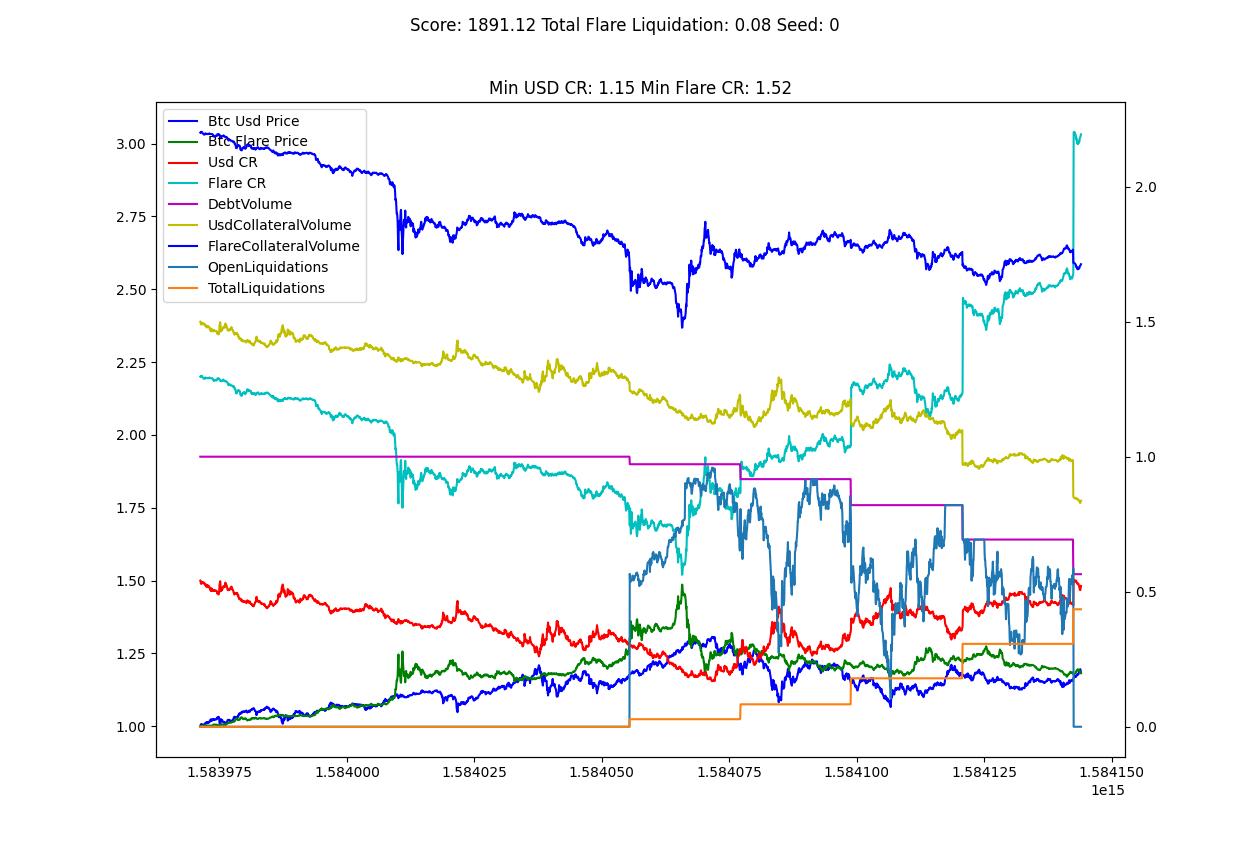 Score: 1891.12 Total Flare Liquidation: 0.08 Seed: 0
Min USD CR: 1.15 Min Flare CR: 1.52
Btc Usd Price
Btc Flare Price
Usd CR
Flare CR
DebtVolume
UsdCollateralVolume
FlareCollateralVolume
OpenLiquidations
TotalLiquidations
3.00
2.75
2.50
2.25
2.00
1.75
1.50
1.25
1.00
2.0
1.5
1.0
0.5
0.0
1.583975 1.584000 1.584025 1.584050 1.584075 1.584100 1.584125 1.584150
1e15